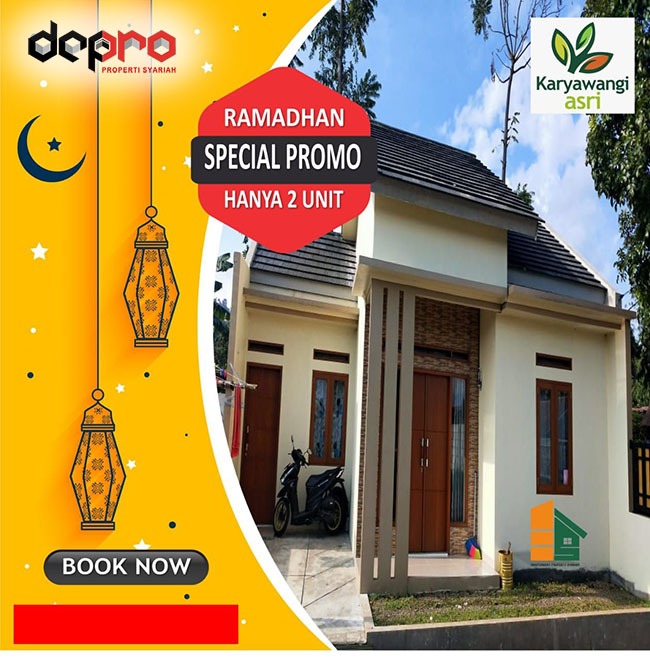 depro
PROPERTI SYARIAH
Karyawangi
asri
RAMADHAN
SPECIAL PROMO
HANYA 2 UNIT
BOOK NOW